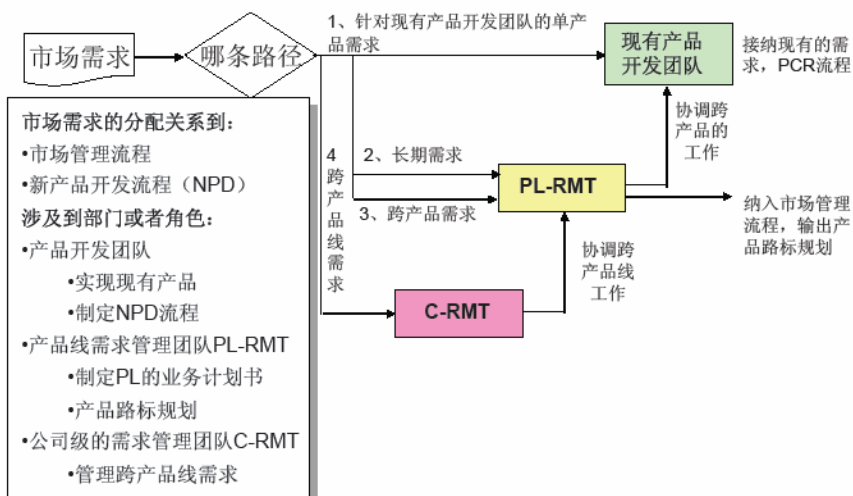 市场需求
哪条路径
1、针对现有产品开发团队的单产
品需求
现有产品
开发团队
接纳现有的需
求，PCR流程
协调跨
产品的
工作
2、长期需求
PL-RMT
3、跨产品需求
纳入市场管理
流程，输出产
品路标规划
4
跨
产
品
线
需
求
协调跨
产品线
工作
C-RMT
市场需求的分配关系到：
•市场管理流程
•新产品开发流程（NPD）
涉及到部门或者角色：
•产品开发团队
•实现现有产品
•制定NPD流程
•产品线需求管理团队PL-RMT
•制定PL的业务计划书
•产品路标规划
•公司级的需求管理团队C-RMT
•管理跨产品线需求